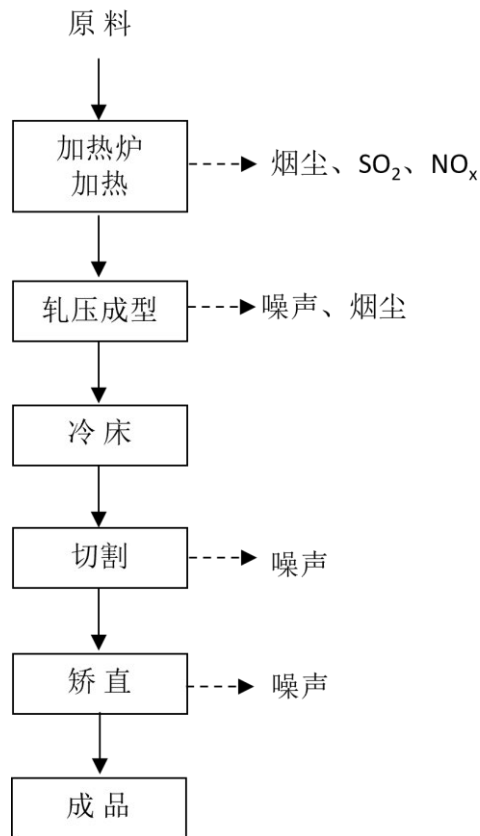 原料
加热炉
加热
烟尘、SO₂、NOₓ
轧压成型
噪声、烟尘
冷床
切割
噪声
矫直
噪声
成品